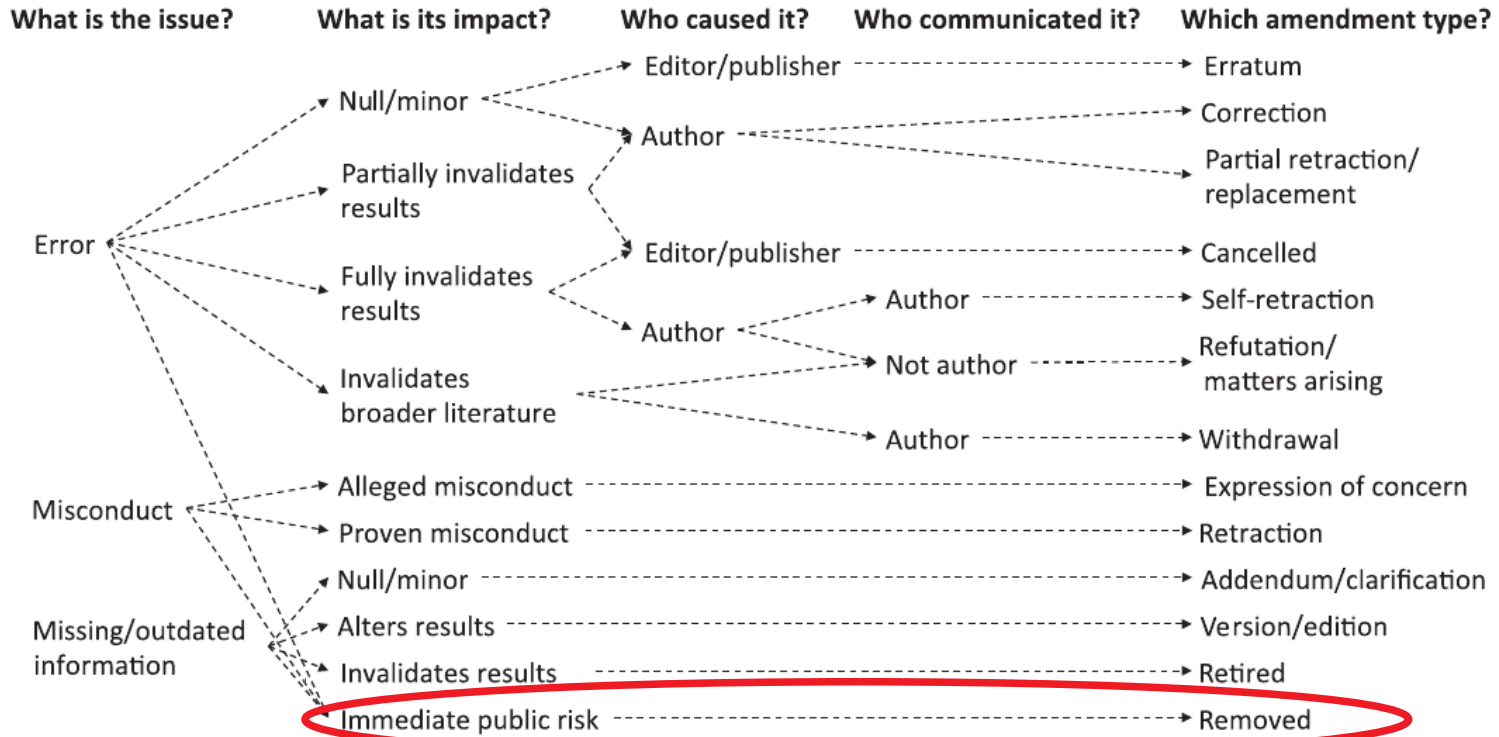 What is the issue? What is its impact? Who caused it? Who communicated it? Which amendment type?
Editor/publisher Erratum
Null/minor
Correction
Author
Partially invalidates
results
Partial retraction/
replacement
Error
Editor/publisher Cancelled
Fully invalidates
results
Author Self-retraction
Author
Not author
Refutation/
matters arising
Invalidates
broader literature
Author Withdrawal
Alleged misconduct Expression of concern
Misconduct
Proven misconduct Retraction
Null/minor Addendum/clarification
Missing/outdated
information
Alters results Version/edition
Invalidates results Retired
Immediate public risk Removed